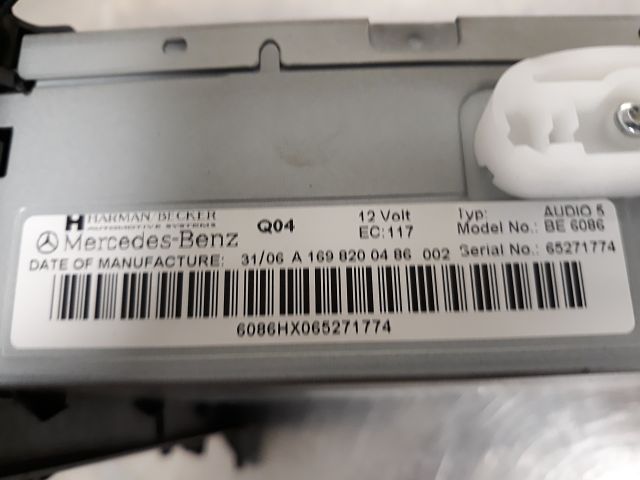 HARMAN/BECKER
AUTOMOTIVE SYSTEMS
Mercedes-Benz
Q04
12 Volt
EC:117
Typ: AUDIO 5
Model No.: BE 6086
Serial No.: 65271774
DATE OF MANUFACTURE: 31/06 A 169 820 04 86 002
6086HX065271774